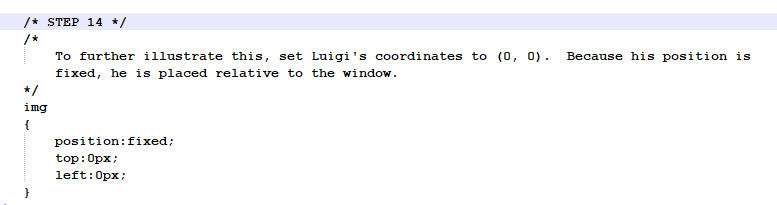 /* STEP 14 */
/*
To further illustrate this, set Luigi's coordinates to (0, 0).  Because his position is
fixed, he is placed relative to the window.
*/
img
{
position:fixed;
top:0px;
left:0px;
}